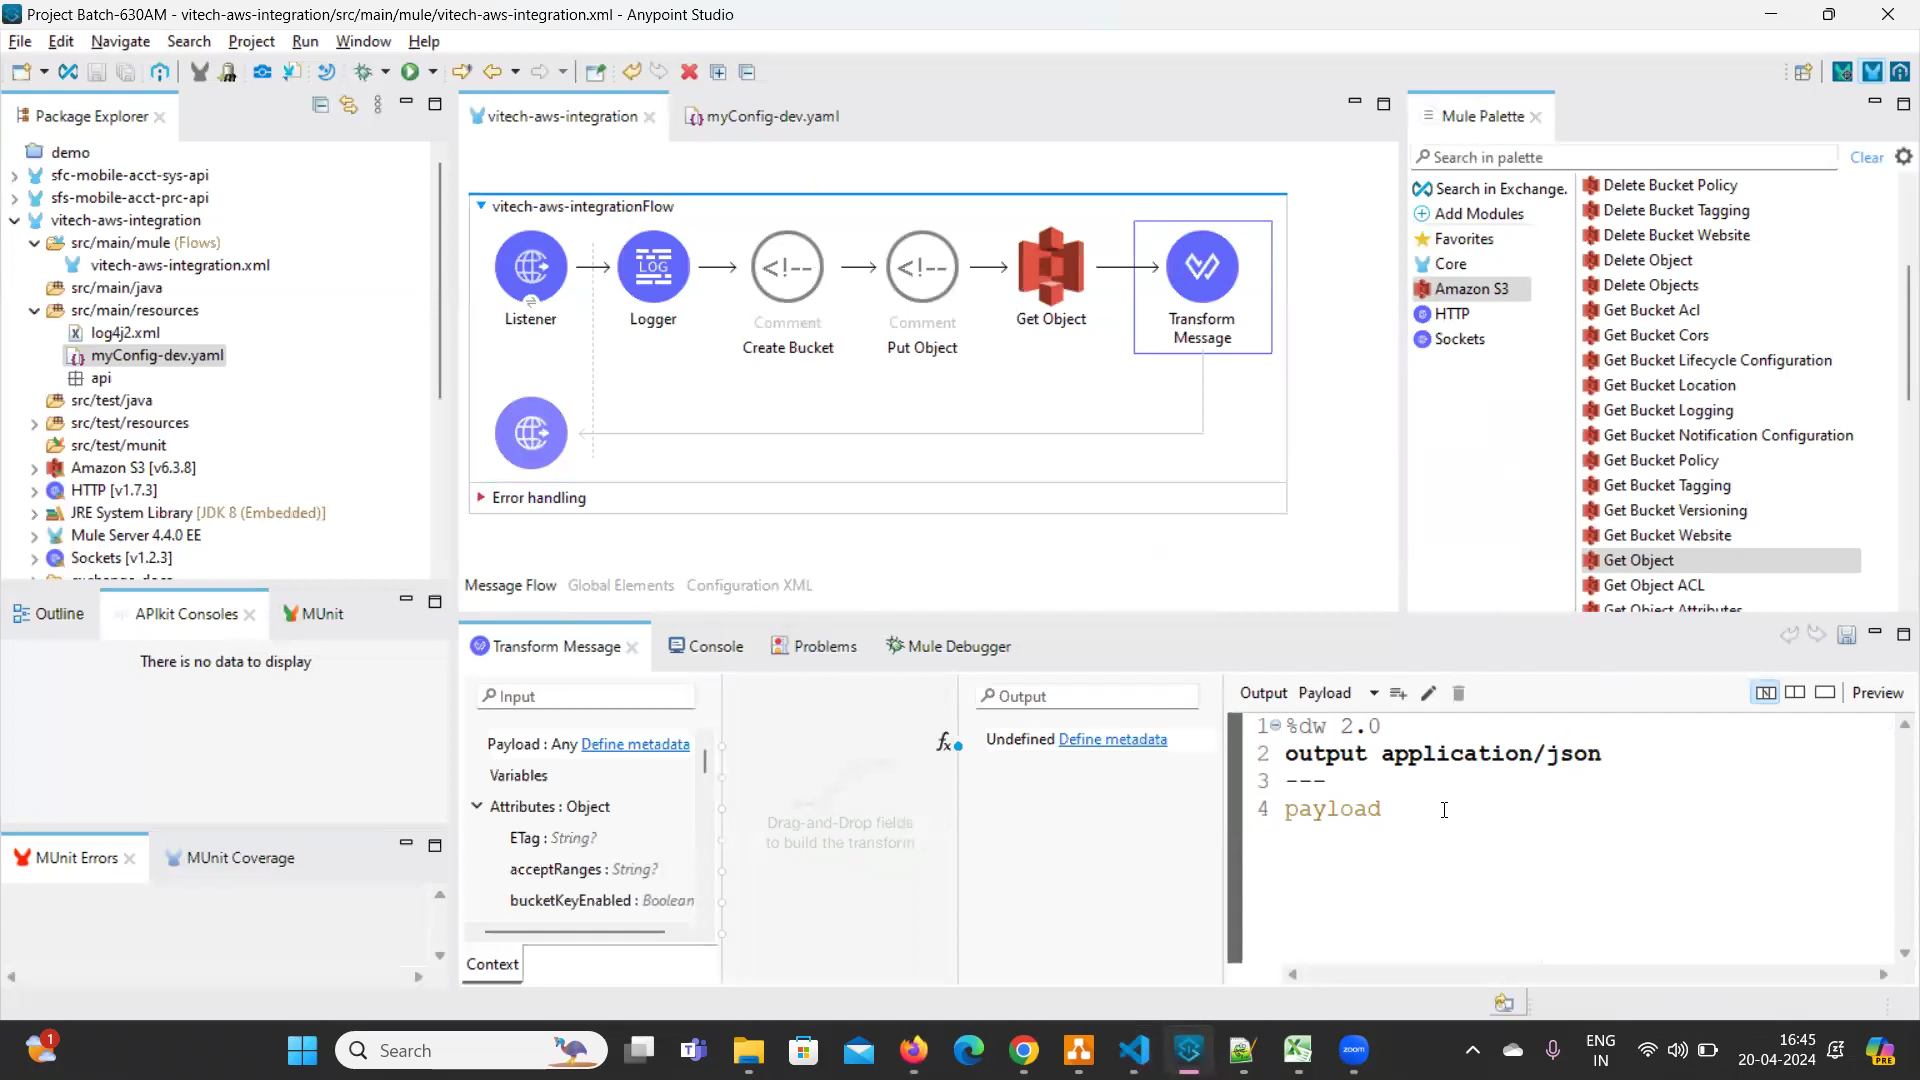 Project Batch-630AM - vitech-aws-integration/src/main/mule/vitech-aws-integration.xml - Anypoint Studio
File Edit Navigate Search Project Run Window Help
Package Explorer
demo
sfc-mobile-acct-sys-api
sfs-mobile-acct-prc-api
vitech-aws-integration
src/main/mule (Flows)
vitech-aws-integration.xml
src/main/java
src/main/resources
log4j2.xml
myConfig-dev.yaml
api
src/test/java
src/test/resources
src/test/munit
Amazon S3 [v6.3.8]
HTTP [v1.7.3]
JRE System Library [JDK 8 (Embedded)]
Mule Server 4.4.0 EE
Sockets [v1.2.3]
vitech-aws-integration
myConfig-dev.yaml
vitech-aws-integrationFlow
LOG
<!--
<!--
Listener
Logger
Comment
Create Bucket
Comment
Put Object
Get Object
Transform
Message
Error handling
Message Flow Global Elements Configuration XML
Mule Palette
Search in palette
Clear
Search in Exchange.
Add Modules
Favorites
Core
Amazon S3
HTTP
Sockets
Delete Bucket Policy
Delete Bucket Tagging
Delete Bucket Website
Delete Object
Delete Objects
Get Bucket Acl
Get Bucket Cors
Get Bucket Lifecycle Configuration
Get Bucket Location
Get Bucket Logging
Get Bucket Notification Configuration
Get Bucket Policy
Get Bucket Tagging
Get Bucket Versioning
Get Bucket Website
Get Object
Get Object ACL
Get Object Attributes
Outline
APIkit Consoles
MUnit
There is no data to display
MUnit Errors
MUnit Coverage
Transform Message
Console
Problems
Mule Debugger
Input
Payload : Any Define metadata
Variables
Attributes : Object
ETag : String?
acceptRanges : String?
bucketKeyEnabled : Boolean
Context
Drag-and-Drop fields
to build the transform
fx
Output
Undefined Define metadata
Output Payload
Preview
1 %dw 2.0
2 output application/json
3 ---
4 payload
1
Search
zoom
ENG
IN
16:45
20-04-2024
PRE